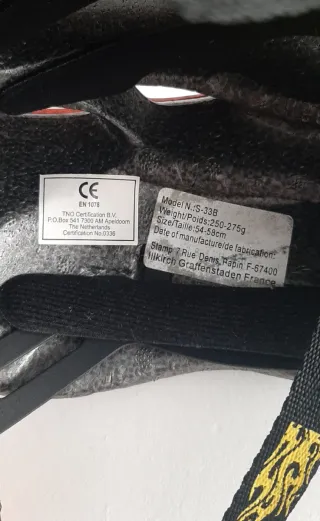 CE
EN 1078
TNO Certification B.V.
P.O.Box 541 7300 AM Apeldoorn
The Netherlands
Certification No.0336
Model N.:S-33B
Weight/Poids:250-275g
Size/Taille:54-58cm
Date of manufacture/de fabrication:
Stamp 7 Rue Denis Papin F-67400
Illkirch Graffenstaden France